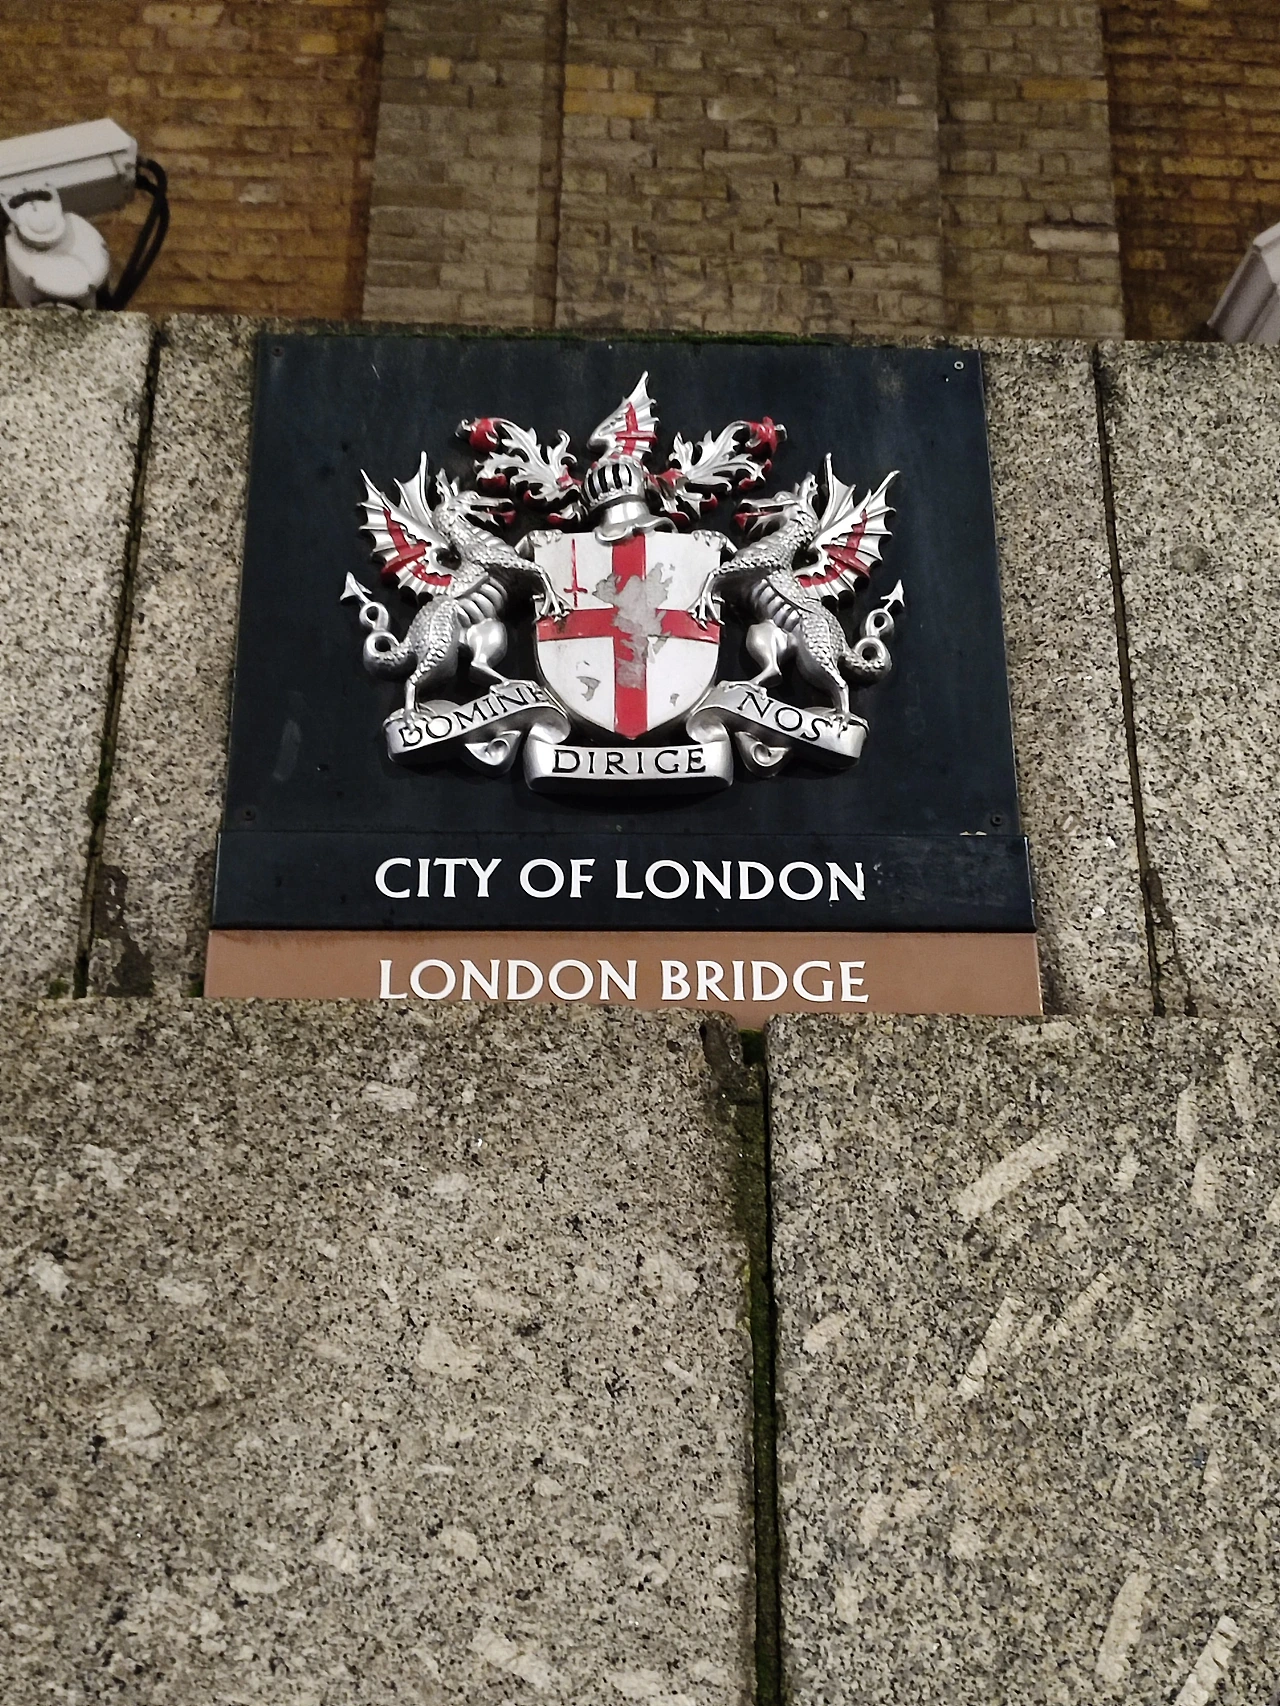 DOMINE
DIRIGE
NOS
CITY OF LONDON
LONDON BRIDGE